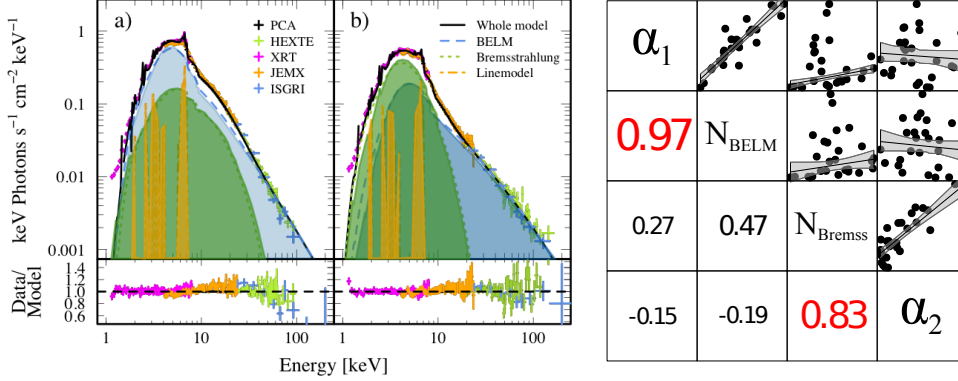 a)
PCA
HEXTE
XRT
JEMX
ISGRI
b)
Whole model
BELM
Bremsstrahlung
Linemodel
keV Photons s⁻¹ cm⁻² keV⁻¹
1
0.1
0.01
0.001
Data/
Model
1.4
1.2
1.0
0.8
0.6
1 10 100 1 10 100
Energy [keV]
α₁
0.97 N_BELM
0.27 0.47 N_Bremss
-0.15 -0.19 0.83 α₂